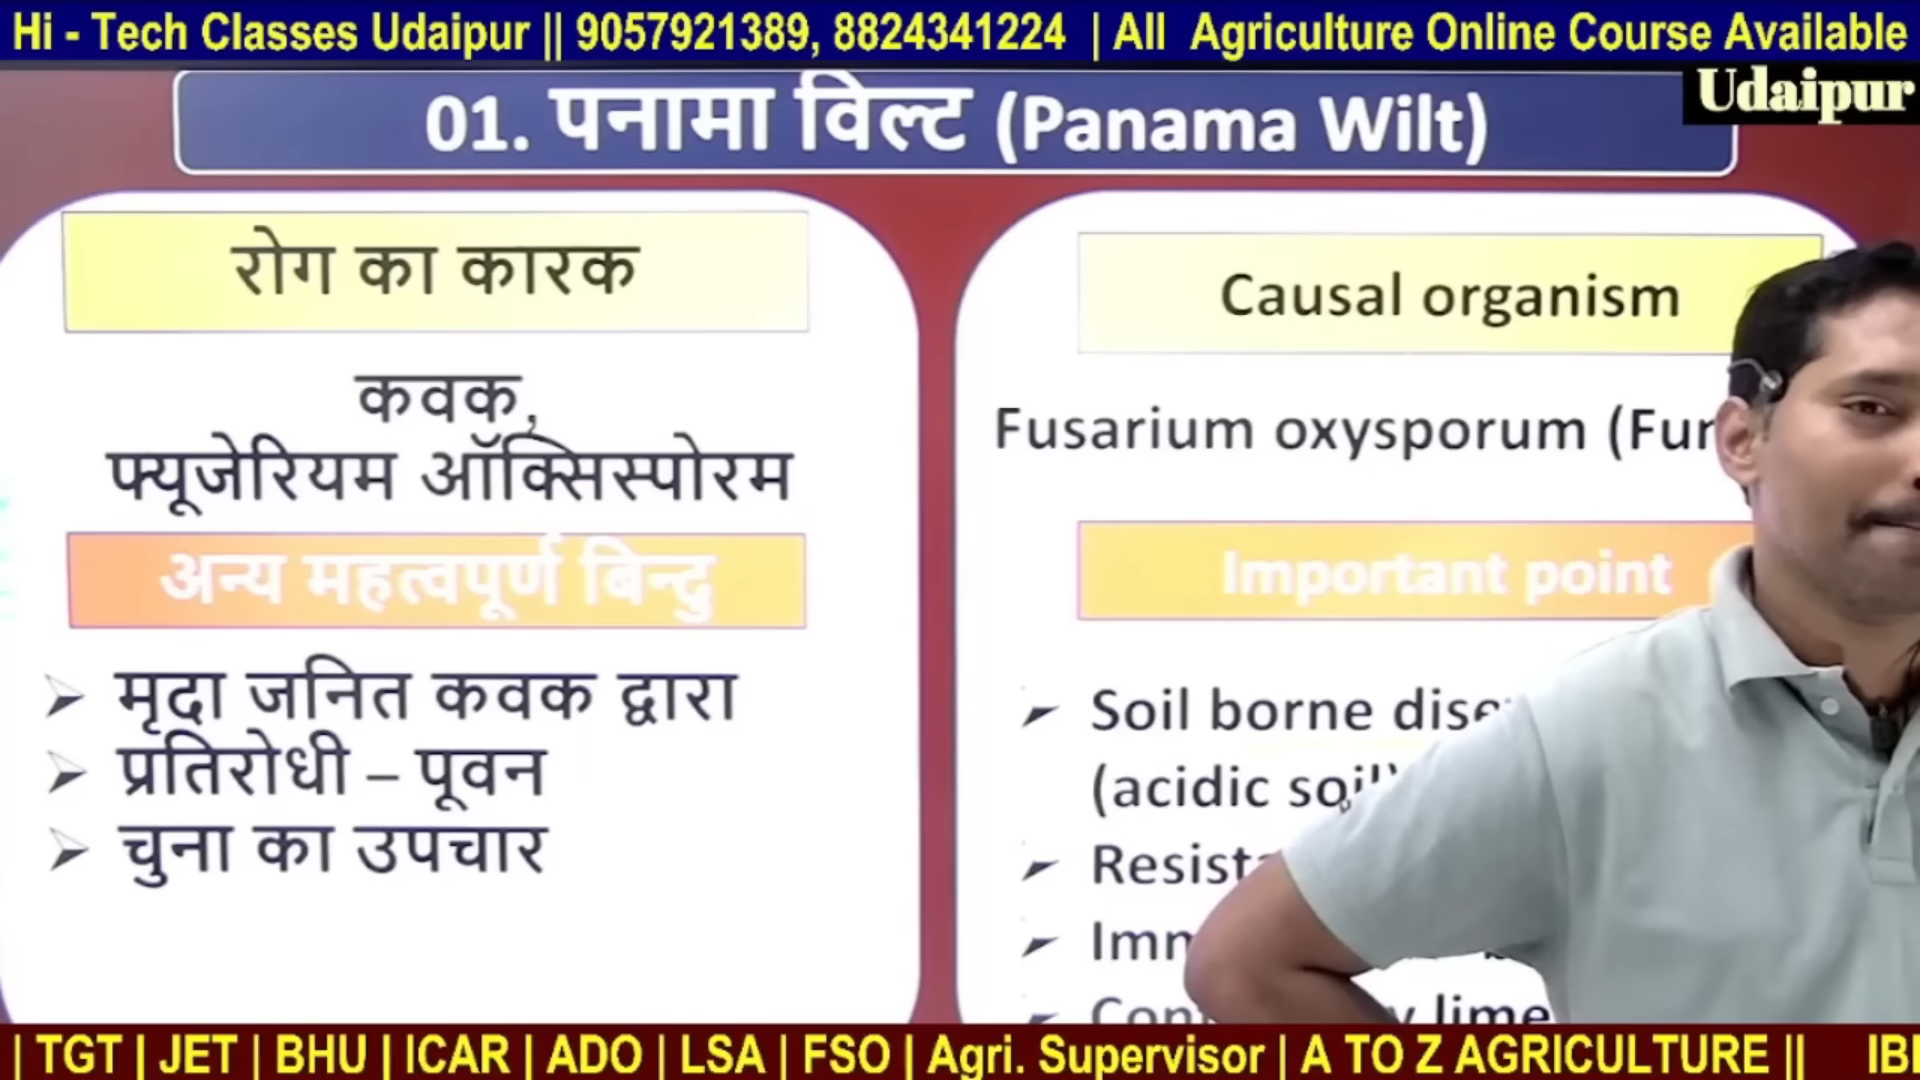 Hi - Tech Classes Udaipur || 9057921389, 8824341224 | All Agriculture Online Course Available
Udaipur
01. पनामा विल्ट (Panama Wilt)
रोग का कारक
कवक,
फ्यूजेरियम ऑक्सिस्पोरम
अन्य महत्वपूर्ण बिन्दु
➢ मृदा जनित कवक द्वारा
➢ प्रतिरोधी – पूवन
➢ चुना का उपचार
Causal organism
Fusarium oxysporum
Important point
➢ Soil borne
(acidic soil)
lime
| TGT | JET | BHU | ICAR | ADO | LSA | FSO | Agri. Supervisor | A TO Z AGRICULTURE ||